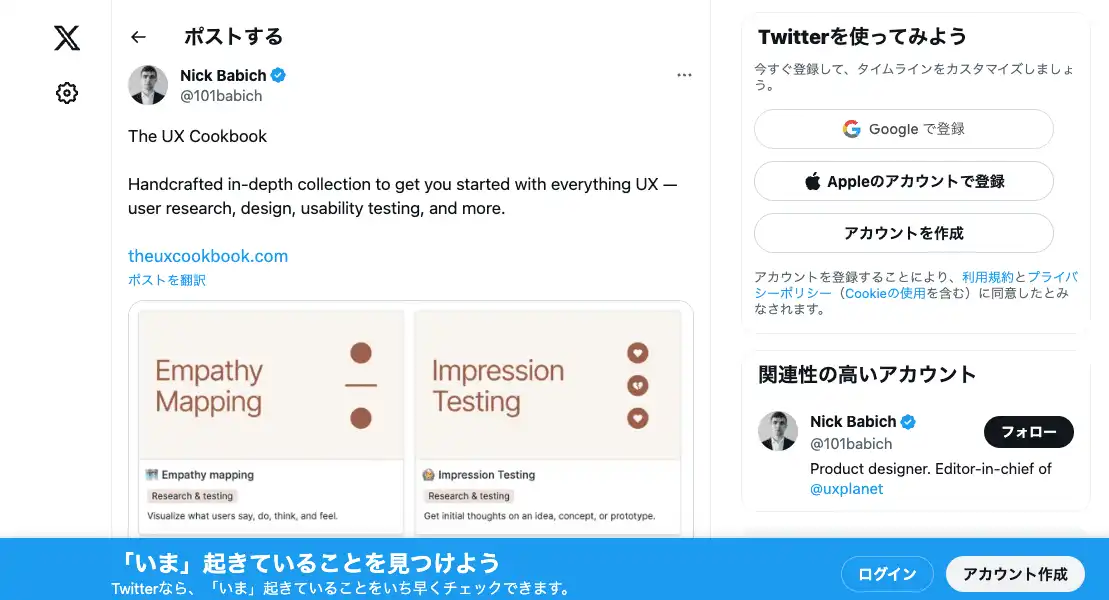 ポストする
Nick Babich
@101babich
The UX Cookbook
Handcrafted in-depth collection to get you started with everything UX —
user research, design, usability testing, and more.
theuxcookbook.com
ポストを翻訳
Empathy
Mapping
Empathy mapping
Research & testing
Visualize what users say, do, think, and feel.
Impression
Testing
Impression Testing
Research & testing
Get initial thoughts on an idea, concept, or prototype.
Twitterを使ってみよう
今すぐ登録して、タイムラインをカスタマイズしましょ
う。
Google で登録
Appleのアカウントで登録
アカウントを作成
アカウントを登録することにより、利用規約とプライバ
シーポリシー（Cookieの使用を含む）に同意したとみ
なされます。
関連性の高いアカウント
Nick Babich
@101babich
フォロー
Product designer. Editor-in-chief of
@uxplanet
「いま」起きていることを見つけよう
Twitterなら、「いま」起きていることをいち早くチェックできます。
ログイン
アカウント作成